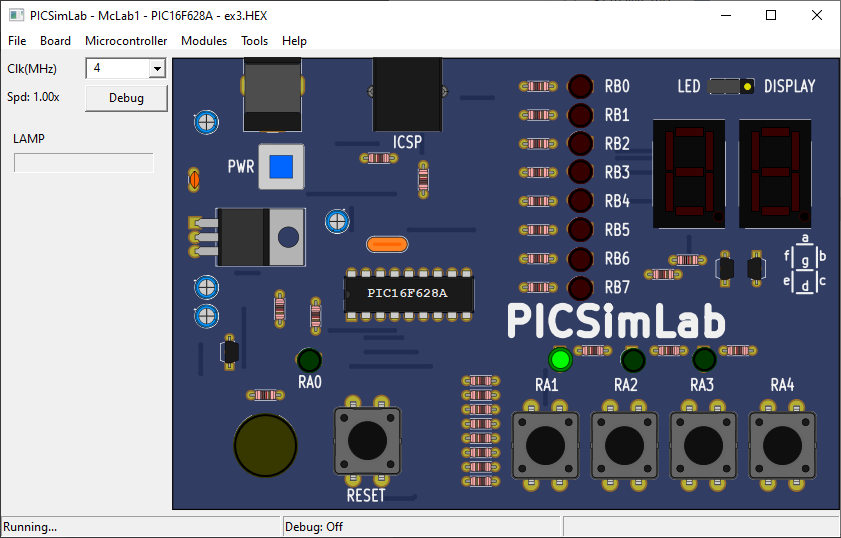 PICSimLab - McLab1 - PIC16F628A - ex3.HEX
File Board Microcontroller Modules Tools Help
Clk(MHz) 4
Spd: 1.00x Debug
LAMP
ICSP
PWR
RB0
RB1
RB2
RB3
RB4
RB5
RB6
RB7
LED DISPLAY
a
f b
g
e c
d
PIC16F628A
PICSimLab
RA0
RA1 RA2 RA3 RA4
RESET
Running... Debug: Off